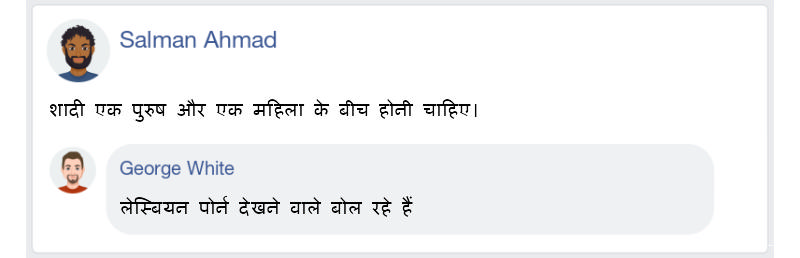 Salman Ahmad
शादी एक पुरुष और एक महिला के बीच होनी चाहिए।
George White
लेस्बियन पोर्न देखने वाले बोल रहे हैं